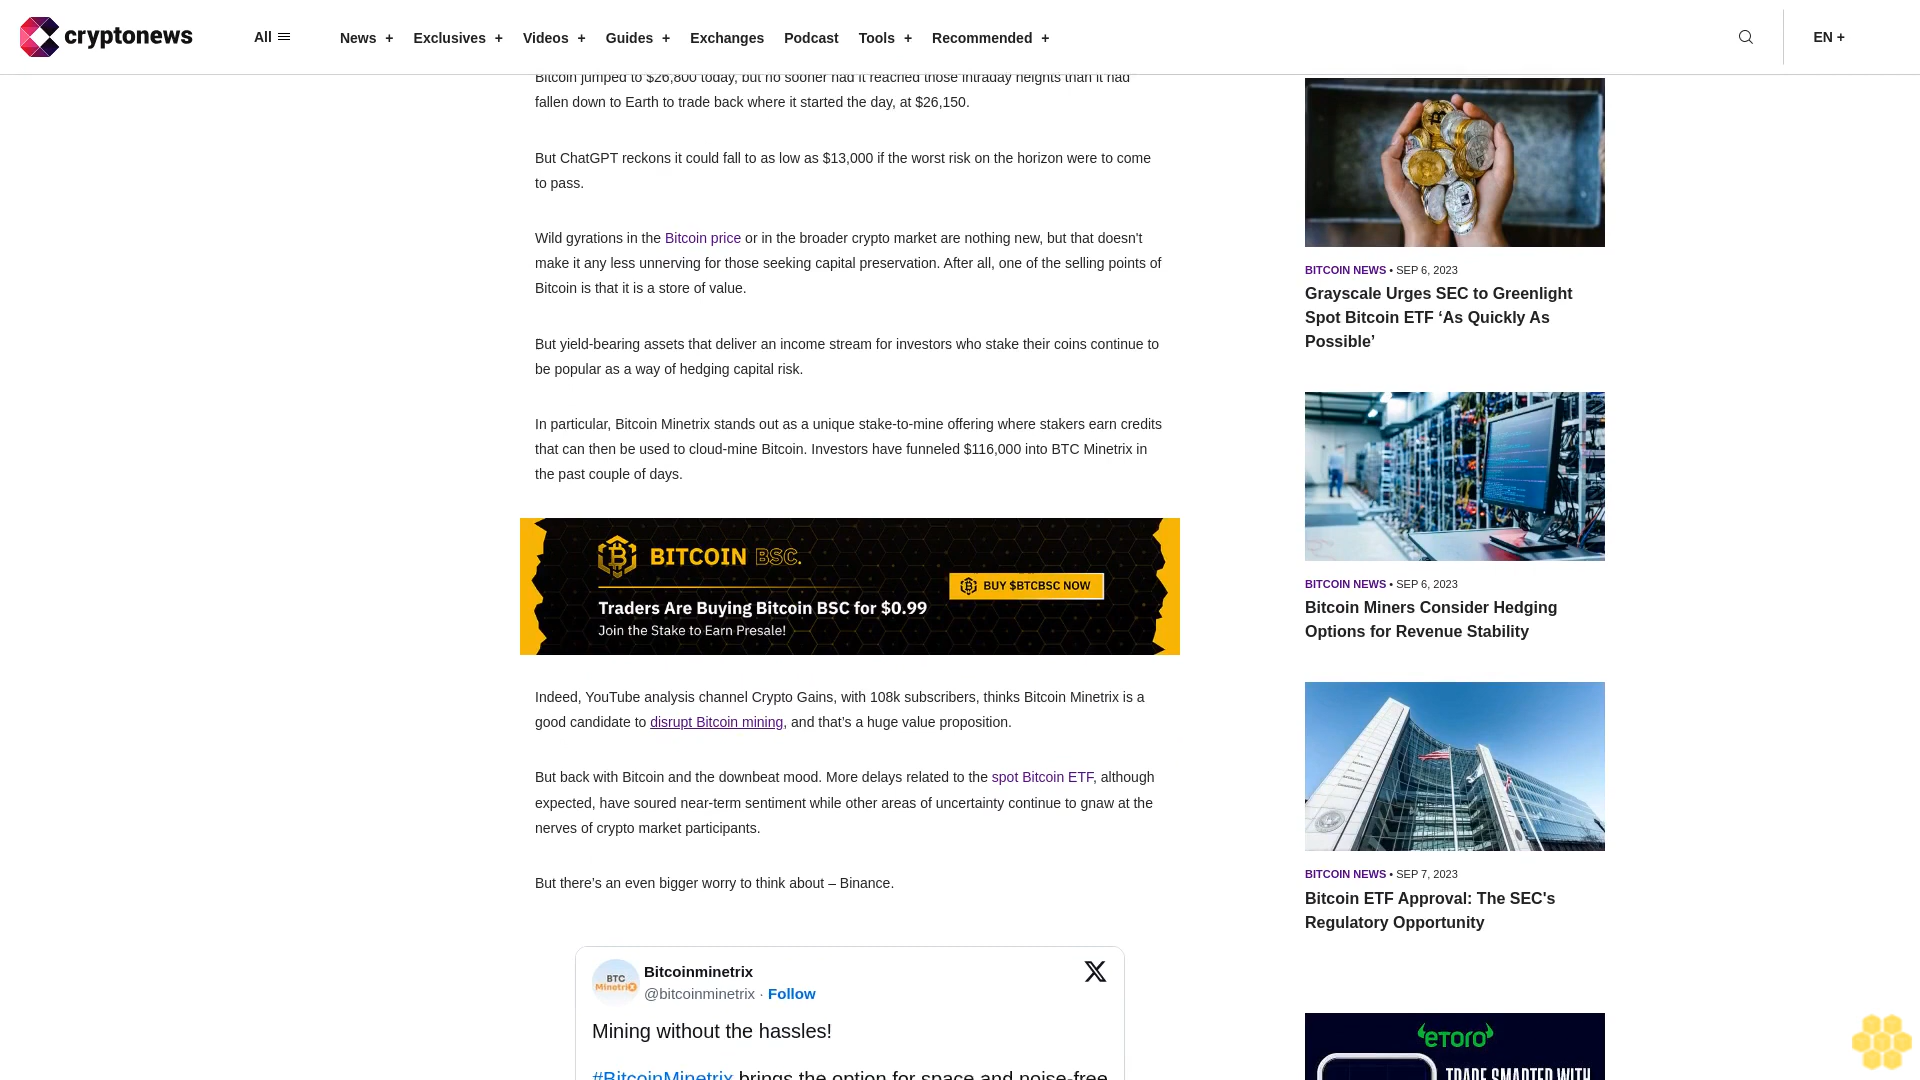 cryptonews
All
News +
Exclusives +
Videos +
Guides +
Exchanges
Podcast
Tools +
Recommended +
EN +
Bitcoin jumped to $26,800 today, but no sooner had it reached those intraday heights than it had
fallen down to Earth to trade back where it started the day, at $26,150.
But ChatGPT reckons it could fall to as low as $13,000 if the worst risk on the horizon were to come
to pass.
Wild gyrations in the Bitcoin price or in the broader crypto market are nothing new, but that doesn't
make it any less unnerving for those seeking capital preservation. After all, one of the selling points of
Bitcoin is that it is a store of value.
But yield-bearing assets that deliver an income stream for investors who stake their coins continue to
be popular as a way of hedging capital risk.
In particular, Bitcoin Minetrix stands out as a unique stake-to-mine offering where stakers earn credits
that can then be used to cloud-mine Bitcoin. Investors have funneled $116,000 into BTC Minetrix in
the past couple of days.
BITCOIN BSC.
Traders Are Buying Bitcoin BSC for $0.99
Join the Stake to Earn Presale!
BUY $BTCBSC NOW
Indeed, YouTube analysis channel Crypto Gains, with 108k subscribers, thinks Bitcoin Minetrix is a
good candidate to disrupt Bitcoin mining, and that’s a huge value proposition.
But back with Bitcoin and the downbeat mood. More delays related to the spot Bitcoin ETF, although
expected, have soured near-term sentiment while other areas of uncertainty continue to gnaw at the
nerves of crypto market participants.
But there’s an even bigger worry to think about – Binance.
BTC
Minetrix
Bitcoinminetrix
@bitcoinminetrix · Follow
Mining without the hassles!
#BitcoinMinetrix brings the option for space and noise-free
BITCOIN NEWS • SEP 6, 2023
Grayscale Urges SEC to Greenlight
Spot Bitcoin ETF ‘As Quickly As
Possible’
BITCOIN NEWS • SEP 6, 2023
Bitcoin Miners Consider Hedging
Options for Revenue Stability
BITCOIN NEWS • SEP 7, 2023
Bitcoin ETF Approval: The SEC's
Regulatory Opportunity
eToro
TRADE SMARTED WITH